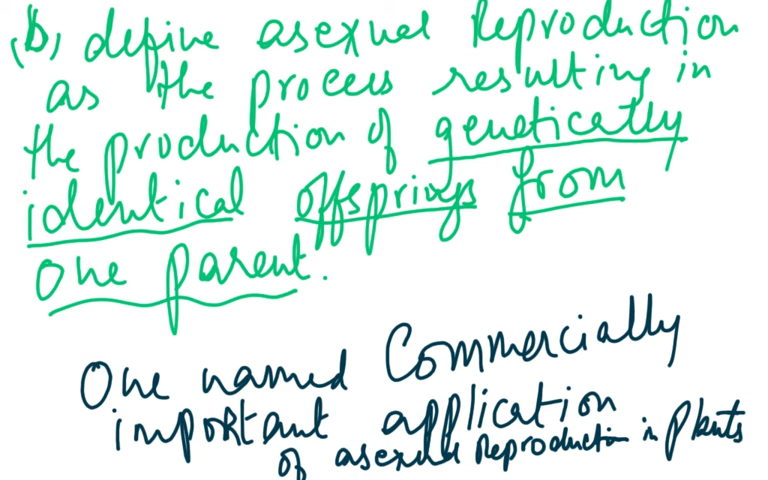 (b) define asexual Reproduction
as the process resulting in
the production of genetically
identical offsprings from
One parent.
One named Commercially
important application
of asexual Reproduction in plants